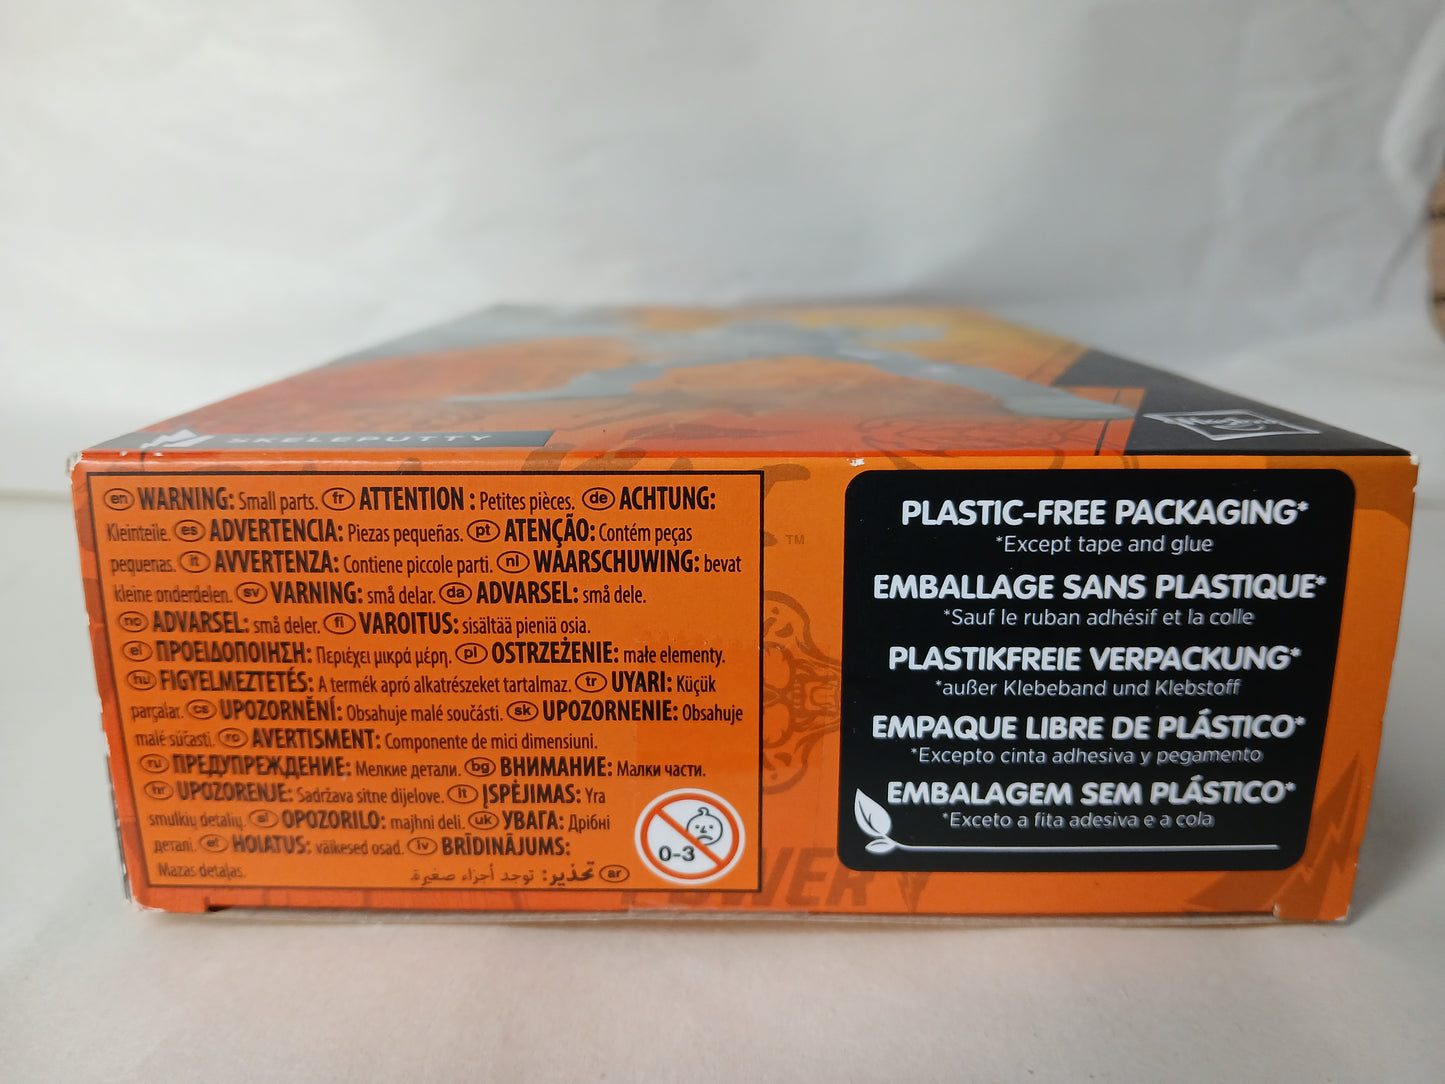 SKELEPUTTY
en WARNING: Small parts. fr ATTENTION : Petites pièces. de ACHTUNG:
Kleinteile. es ADVERTENCIA: Piezas pequeñas. pt ATENÇÃO: Contém peças
pequenas. it AVVERTENZA: Contiene piccole parti. nl WAARSCHUWING: bevat
kleine onderdelen. sv VARNING: små delar. da ADVARSEL: små dele.
no ADVARSEL: små deler. fi VAROITUS: sisältää pieniä osia.
el ΠΡΟΕΙΔΟΠΟΙΗΣΗ: Περιέχει μικρά μέρη. pl OSTRZEŻENIE: małe elementy.
hu FIGYELMEZTETÉS: A termék apró alkatrészeket tartalmaz. tr UYARI: Küçük
parçalar. cs UPOZORNĚNÍ: Obsahuje malé součásti. sk UPOZORNENIE: Obsahuje
malé súčasti. ro AVERTISMENT: Componente de mici dimensiuni.
ru ПРЕДУПРЕЖДЕНИЕ: Мелкие детали. bg ВНИМАНИЕ: Малки части.
hr UPOZORENJE: Sadržava sitne dijelove. lt ĮSPĖJIMAS: Yra
smulkių detalių. sl OPOZORILO: majhni deli. uk УВАГА: Дрібні
деталі. et HOIATUS: väikesed osad. lv BRĪDINĀJUMS:
Mazas detaļas.
ar تحذير: توجد أجزاء صغيرة.
0-3
TM
POWER
PLASTIC-FREE PACKAGING*
*Except tape and glue
EMBALLAGE SANS PLASTIQUE*
*Sauf le ruban adhésif et la colle
PLASTIKFREIE VERPACKUNG*
*außer Klebeband und Klebstoff
EMPAQUE LIBRE DE PLÁSTICO*
*Excepto cinta adhesiva y pegamento
EMBALAGEM SEM PLÁSTICO*
*Exceto a fita adesiva e a cola